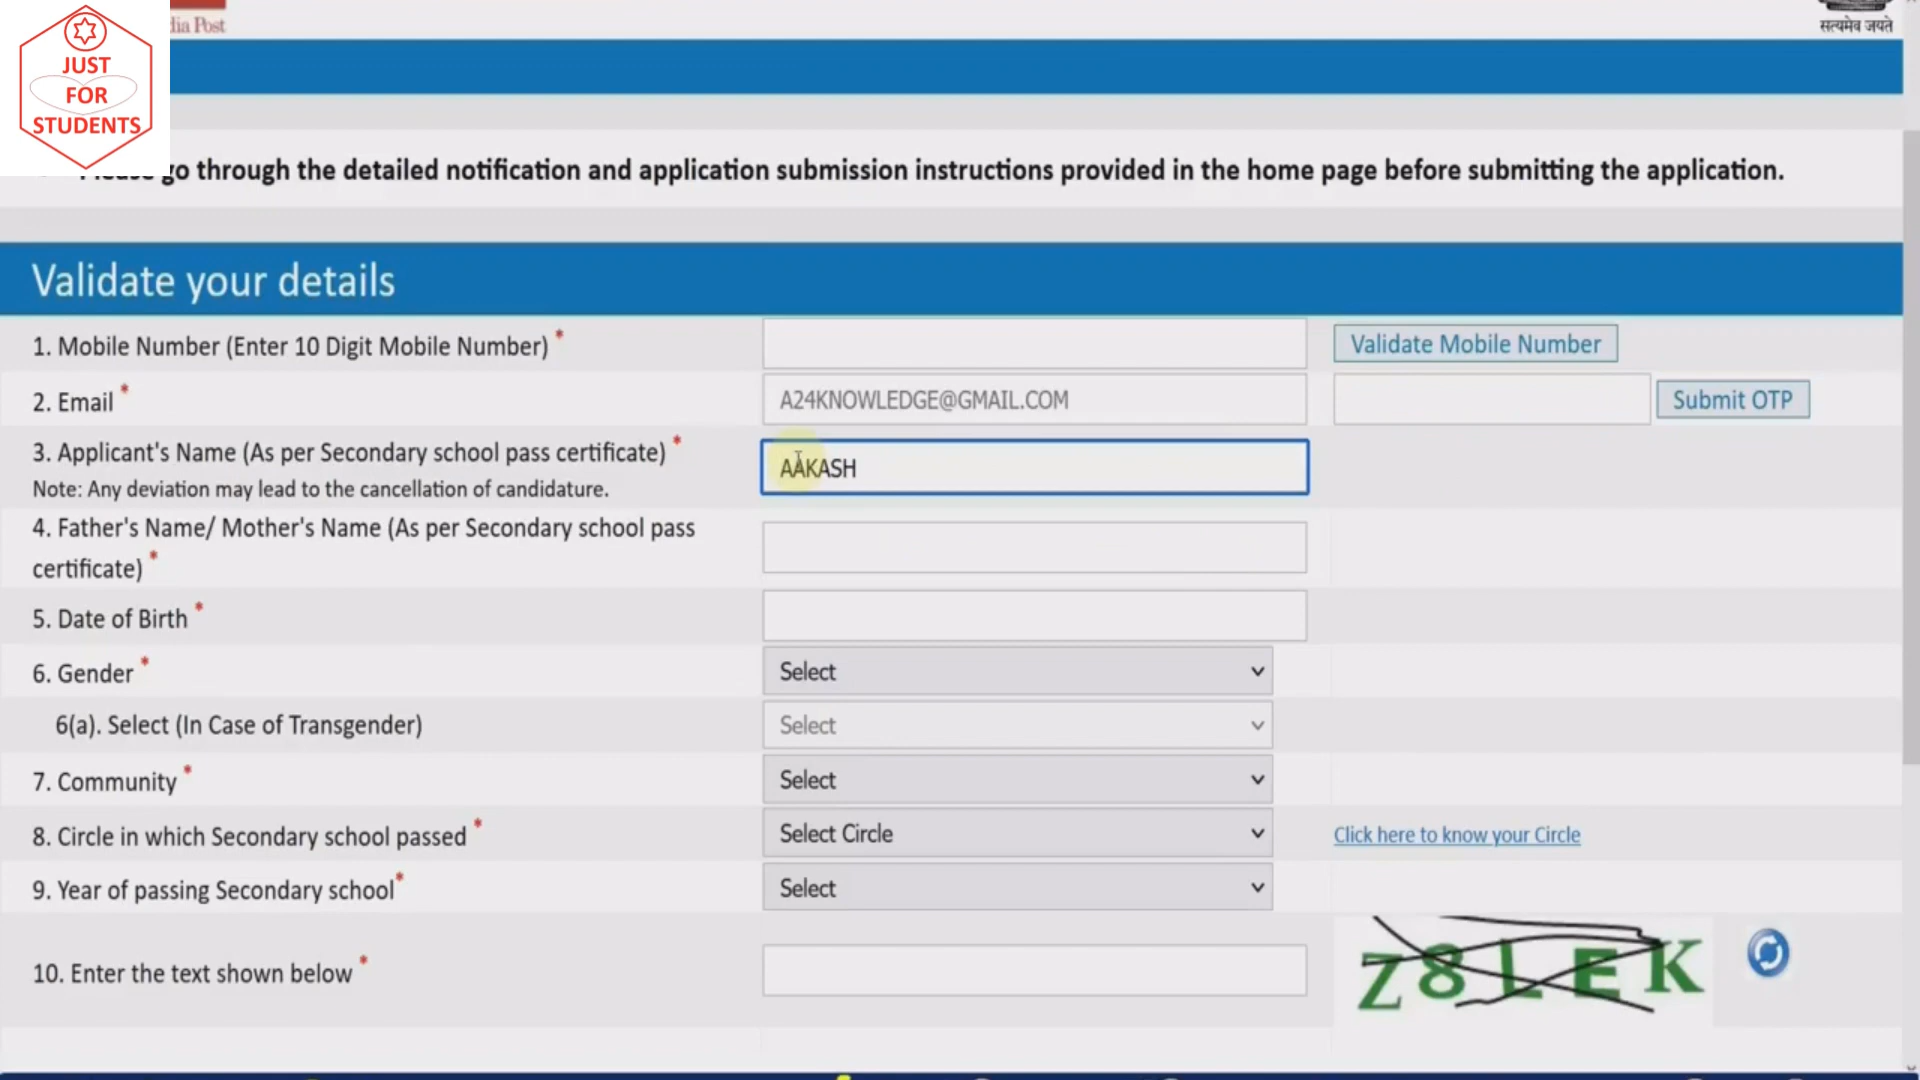 dia Post
सत्यमेव जयते
JUST
FOR
STUDENTS
Please go through the detailed notification and application submission instructions provided in the home page before submitting the application.
Validate your details
1. Mobile Number (Enter 10 Digit Mobile Number) * Validate Mobile Number
2. Email * A24KNOWLEDGE@GMAIL.COM Submit OTP
3. Applicant's Name (As per Secondary school pass certificate) * AAKASH
Note: Any deviation may lead to the cancellation of candidature.
4. Father's Name/ Mother's Name (As per Secondary school pass
certificate) *
5. Date of Birth *
6. Gender * Select
6(a). Select (In Case of Transgender) Select
7. Community * Select
8. Circle in which Secondary school passed * Select Circle Click here to know your Circle
9. Year of passing Secondary school* Select
10. Enter the text shown below * Z8LEK